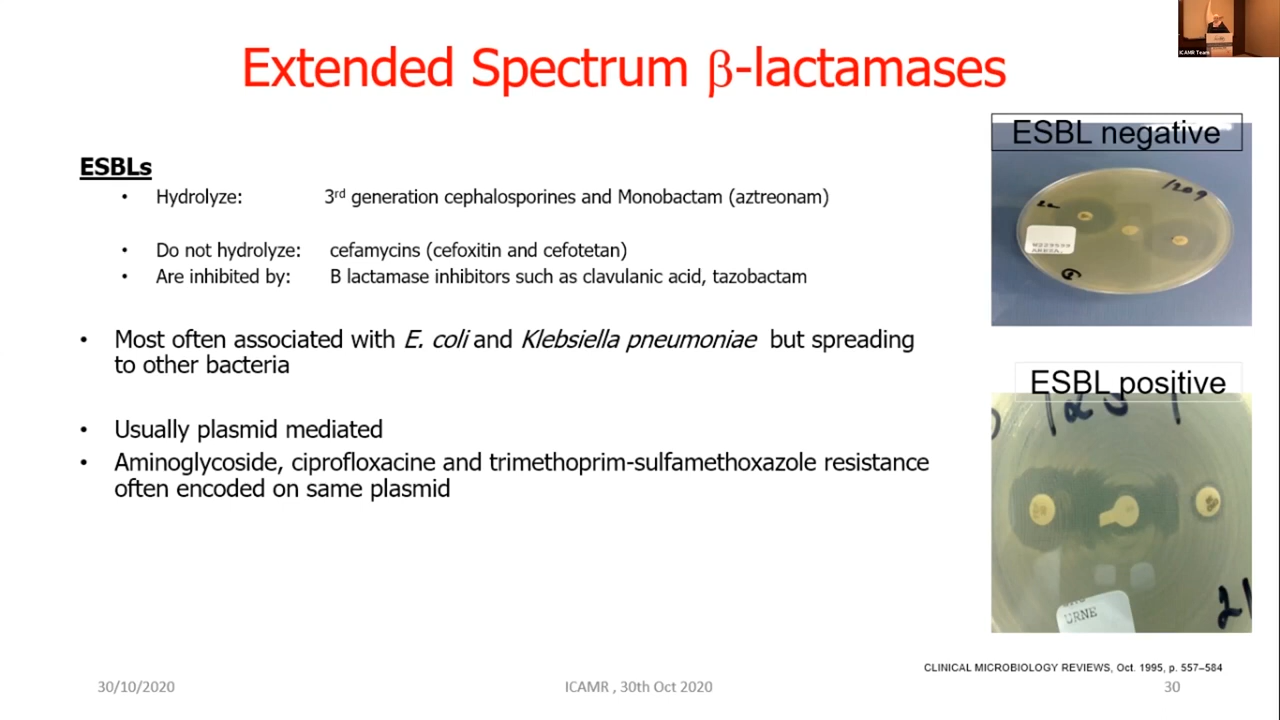 ICAMR Team
Extended Spectrum β-lactamases
ESBLs
• Hydrolyze: 3rd generation cephalosporines and Monobactam (aztreonam)
• Do not hydrolyze: cefamycins (cefoxitin and cefotetan)
• Are inhibited by: B lactamase inhibitors such as clavulanic acid, tazobactam
• Most often associated with E. coli and Klebsiella pneumoniae but spreading
to other bacteria
• Usually plasmid mediated
• Aminoglycoside, ciprofloxacine and trimethoprim-sulfamethoxazole resistance
often encoded on same plasmid
ESBL negative
1209
ESBL positive
URNE
21
CLINICAL MICROBIOLOGY REVIEWS, Oct. 1995, p. 557–584
30/10/2020
ICAMR , 30th Oct 2020
30